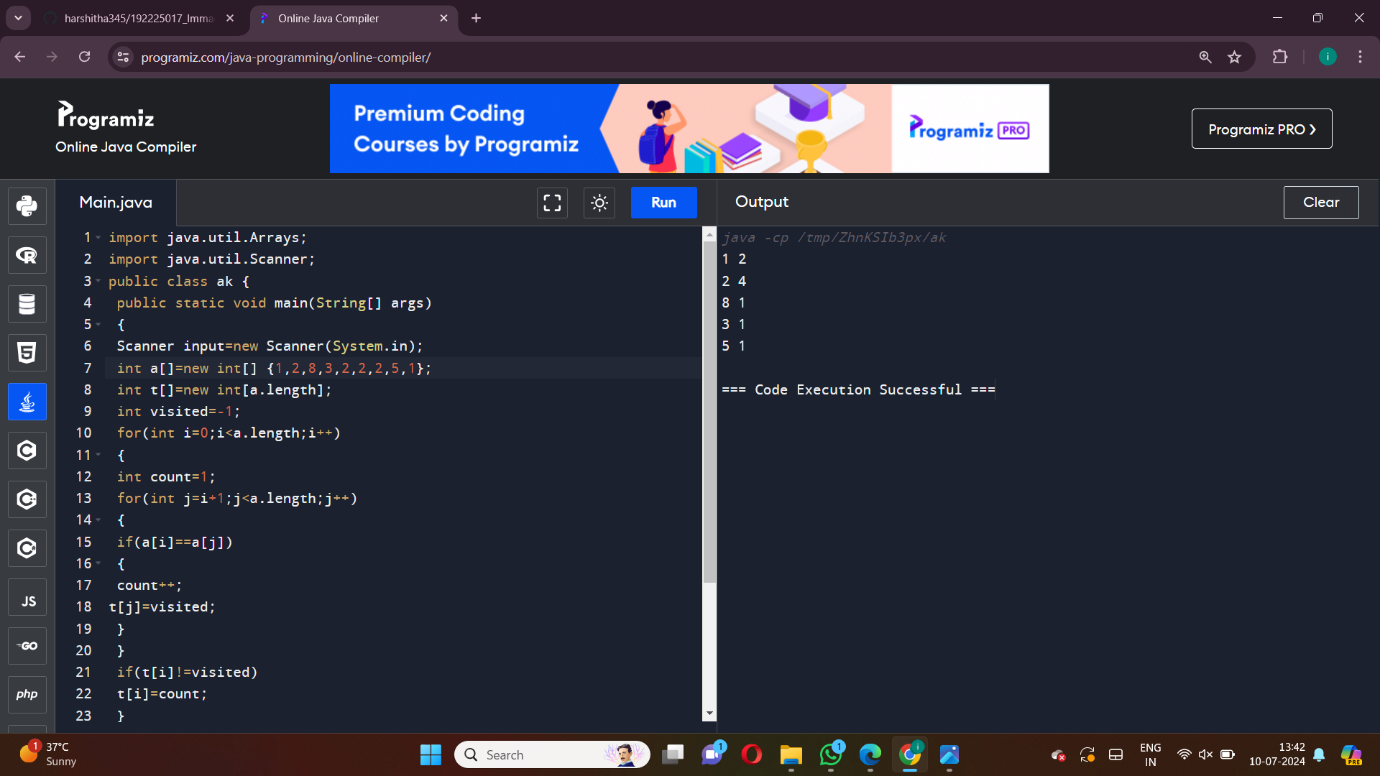 harshitha345/192225017_Imma
Online Java Compiler
programiz.com/java-programming/online-compiler/
i
Programiz
Online Java Compiler
Premium Coding
Courses by Programiz
Programiz PRO
Programiz PRO
Main.java
Run
Output
Clear
1 import java.util.Arrays;
2 import java.util.Scanner;
3 public class ak {
4 public static void main(String[] args)
5 {
6 Scanner input=new Scanner(System.in);
7 int a[]=new int[] {1,2,8,3,2,2,2,5,1};
8 int t[]=new int[a.length];
9 int visited=-1;
10 for(int i=0;i<a.length;i++)
11 {
12 int count=1;
13 for(int j=i+1;j<a.length;j++)
14 {
15 if(a[i]==a[j])
16 {
17 count++;
18 t[j]=visited;
19 }
20 }
21 if(t[i]!=visited)
22 t[i]=count;
23 }
java -cp /tmp/ZhnKSIb3px/ak
1 2
2 4
8 1
3 1
5 1
=== Code Execution Successful ===
R
JS
GO
php
1
37°C
Sunny
Search
1
1
i
ENG
IN
13:42
10-07-2024
PRE